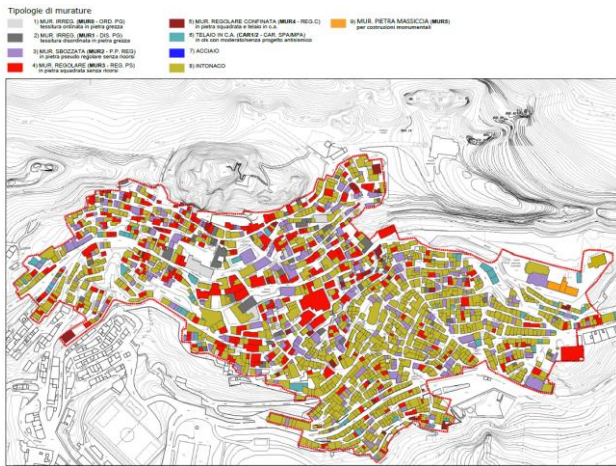 Tipologie di murature
1) MUR. IRREG. (MUR0 - ORD. PG)
tessitura ordinata in pietra grezza
2) MUR. IRREG. (MUR1 - DIS. PG)
tessitura disordinata in pietra grezza
3) MUR. SBOZZATA (MUR2 - P.P. REG)
in pietra pseudo regolare senza ricorsi
4) MUR. REGOLARE (MUR3 - REG. PS)
in pietra squadrata senza ricorsi
5) MUR. REGOLARE CONFINATA (MUR4 - REG.C)
in pietra squadrata e telaio in c.a.
6) TELAIO IN C.A. (CAR1/2 - CAR. SPA/MPA)
in cls con moderato/senza progetto antisismico
7) ACCIAIO
8) INTONACO
9) MUR. PIETRA MASSICCIA (MUR5)
per costruzioni monumentali